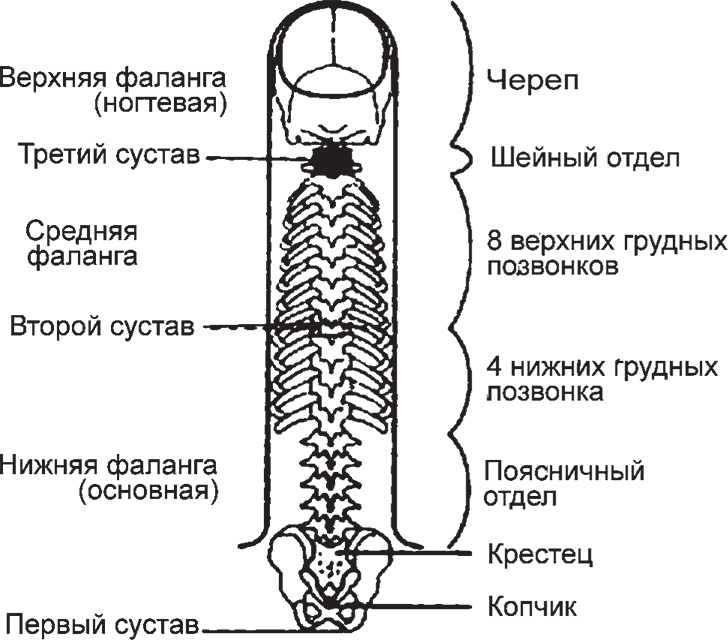 Верхняя фаланга
(ногтевая)
Третий сустав
Средняя
фаланга
Второй сустав
Нижняя фаланга
(основная)
Первый сустав
Череп
Шейный отдел
8 верхних грудных
позвонков
4 нижних грудных
позвонка
Поясничный
отдел
Крестец
Копчик